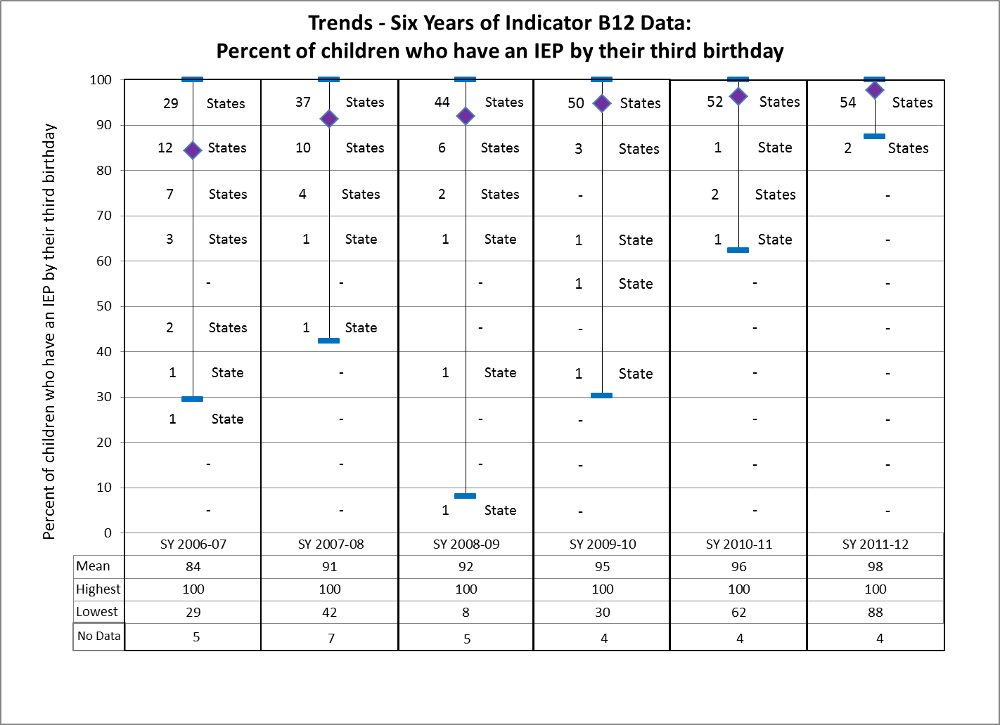 Trends - Six Years of Indicator B12 Data:
Percent of children who have an IEP by their third birthday
Percent of children who have an IEP by their third birthday
100
29 States 37 States 44 States 50 States 52 States 54 States
90
12 States 10 States 6 States 3 States 1 State 2 States
80
7 States 4 States 2 States - 2 States -
70
3 States 1 State 1 State 1 State 1 State -
60
- - - 1 State - -
50
2 States 1 State - - - -
40
1 State - 1 State 1 State - -
30
1 State - - - - -
20
- - - - - -
10
- - 1 State - - -
0
SY 2006-07 SY 2007-08 SY 2008-09 SY 2009-10 SY 2010-11 SY 2011-12
Mean 84 91 92 95 96 98
Highest 100 100 100 100 100 100
Lowest 29 42 8 30 62 88
No Data 5 7 5 4 4 4